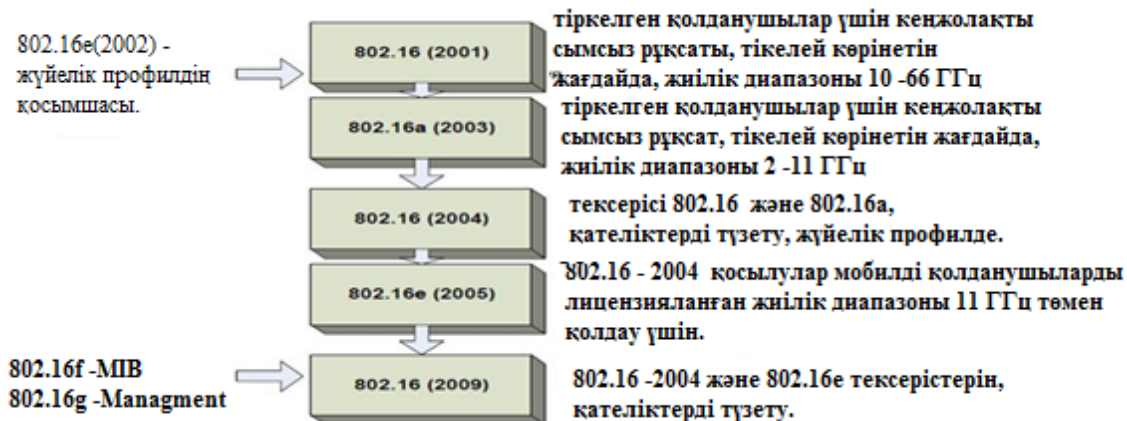 802.16e(2002) -
жүйелік профилдің
қосымшасы.
802.16 (2001)
тіркелген қолданушылар үшін кеңжолақты
сымсыз рұқсаты, тікелей көрінетін
жағдайда, жиілік диапазоны 10 -66 ГГц
802.16a (2003)
тіркелген қолданушылар үшін кеңжолақты
сымсыз рұқсат, тікелей көрінетін жағдайда,
жиілік диапазоны 2 -11 ГГц
802.16 (2004)
тексерісі 802.16 және 802.16а,
қателіктерді түзету, жүйелік профилде.
802.16e (2005)
802.16 - 2004 қосылулар мобилді қолданушыларды
лицензияланған жиілік диапазоны 11 ГГц төмен
қолдау үшін.
802.16f -MIB
802.16g -Managment
802.16 (2009)
802.16 -2004 және 802.16е тексерістерін,
қателіктерді түзету.